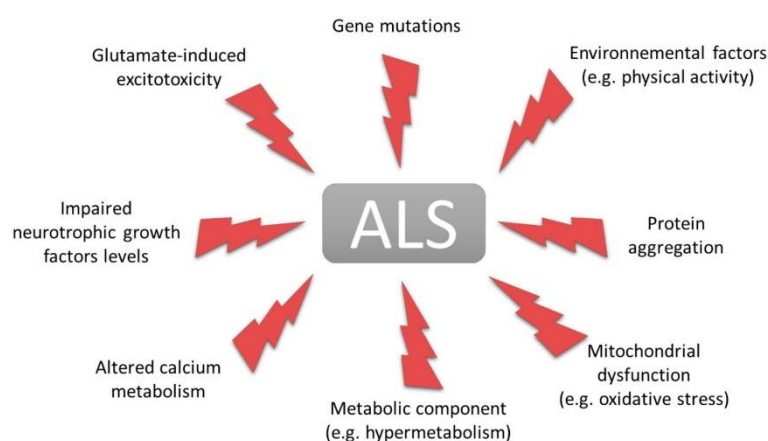 Gene mutations
Glutamate-induced
excitotoxicity
Environnemental factors
(e.g. physical activity)
Impaired
neurotrophic growth
factors levels
ALS
Protein
aggregation
Altered calcium
metabolism
Metabolic component
(e.g. hypermetabolism)
Mitochondrial
dysfunction
(e.g. oxidative stress)